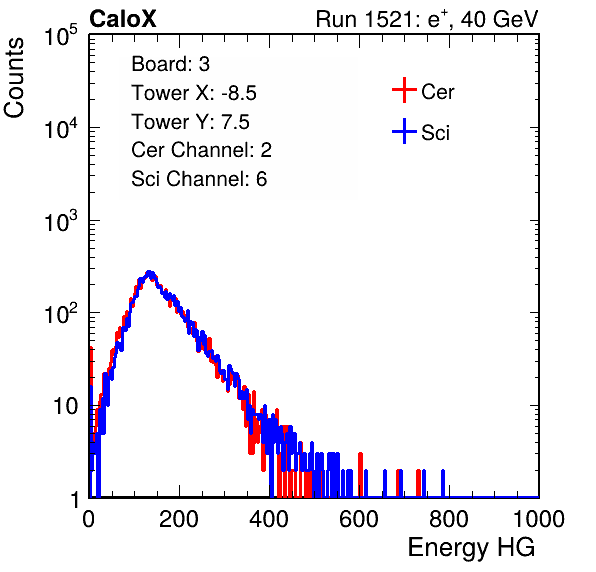 CaloX Run 1521: e⁺, 40 GeV
Counts
Board: 3
Tower X: -8.5
Tower Y: 7.5
Cer Channel: 2
Sci Channel: 6
Cer
Sci
10⁵
10⁴
10³
10²
10
1
0 200 400 600 800 1000
Energy HG